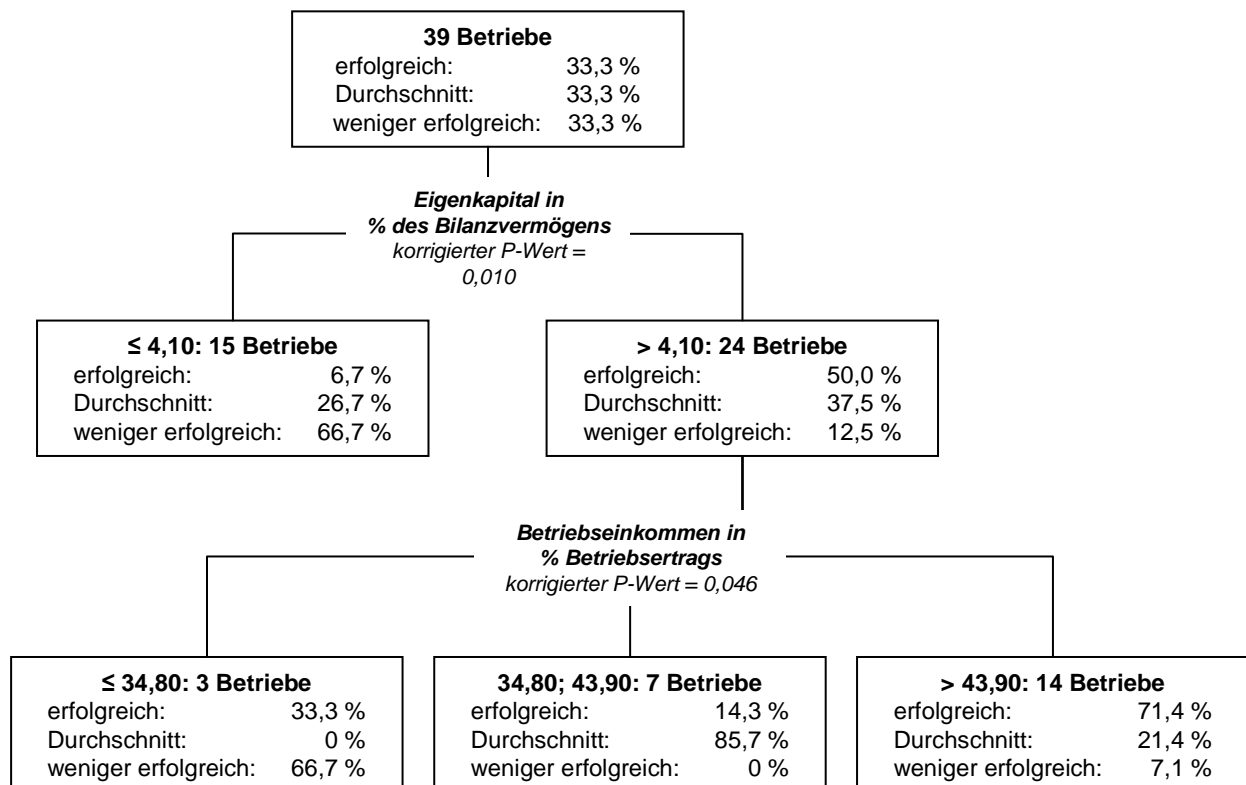 39 Betriebe
erfolgreich: 33,3 %
Durchschnitt: 33,3 %
weniger erfolgreich: 33,3 %
Eigenkapital in
% des Bilanzvermögens
korrigierter P-Wert =
0,010
≤ 4,10: 15 Betriebe
erfolgreich: 6,7 %
Durchschnitt: 26,7 %
weniger erfolgreich: 66,7 %
> 4,10: 24 Betriebe
erfolgreich: 50,0 %
Durchschnitt: 37,5 %
weniger erfolgreich: 12,5 %
Betriebseinkommen in
% Betriebsertrags
korrigierter P-Wert = 0,046
≤ 34,80: 3 Betriebe
erfolgreich: 33,3 %
Durchschnitt: 0 %
weniger erfolgreich: 66,7 %
34,80; 43,90: 7 Betriebe
erfolgreich: 14,3 %
Durchschnitt: 85,7 %
weniger erfolgreich: 0 %
> 43,90: 14 Betriebe
erfolgreich: 71,4 %
Durchschnitt: 21,4 %
weniger erfolgreich: 7,1 %